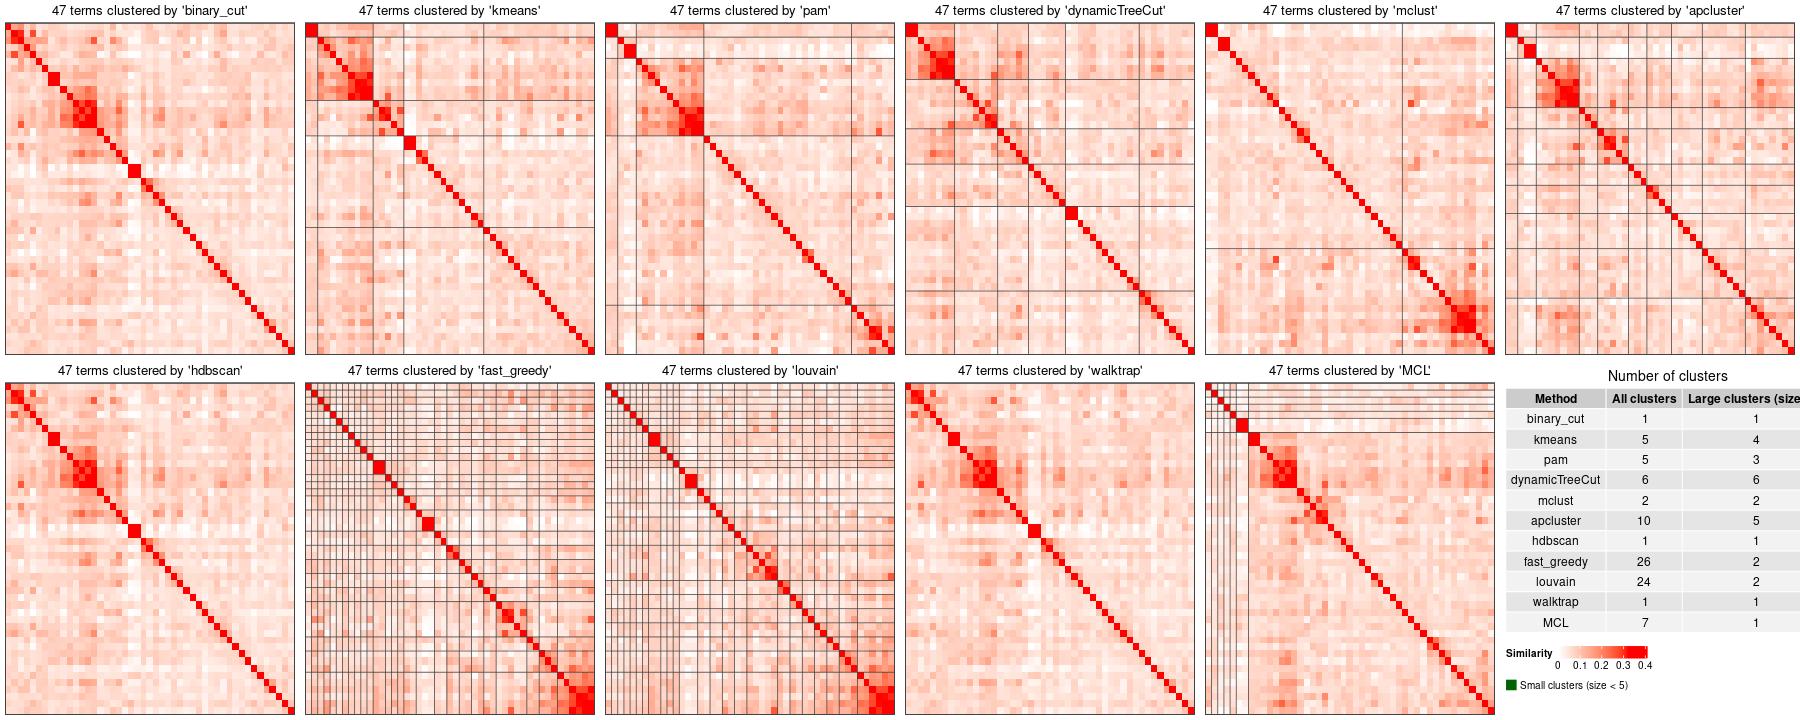 47 terms clustered by 'binary_cut'
47 terms clustered by 'kmeans'
47 terms clustered by 'pam'
47 terms clustered by 'dynamicTreeCut'
47 terms clustered by 'mclust'
47 terms clustered by 'apcluster'
47 terms clustered by 'hdbscan'
47 terms clustered by 'fast_greedy'
47 terms clustered by 'louvain'
47 terms clustered by 'walktrap'
47 terms clustered by 'MCL'
Number of clusters
Method All clusters Large clusters (size
binary_cut 1 1
kmeans 5 4
pam 5 3
dynamicTreeCut 6 6
mclust 2 2
apcluster 10 5
hdbscan 1 1
fast_greedy 26 2
louvain 24 2
walktrap 1 1
MCL 7 1
Similarity
0 0.1 0.2 0.3 0.4
Small clusters (size < 5)